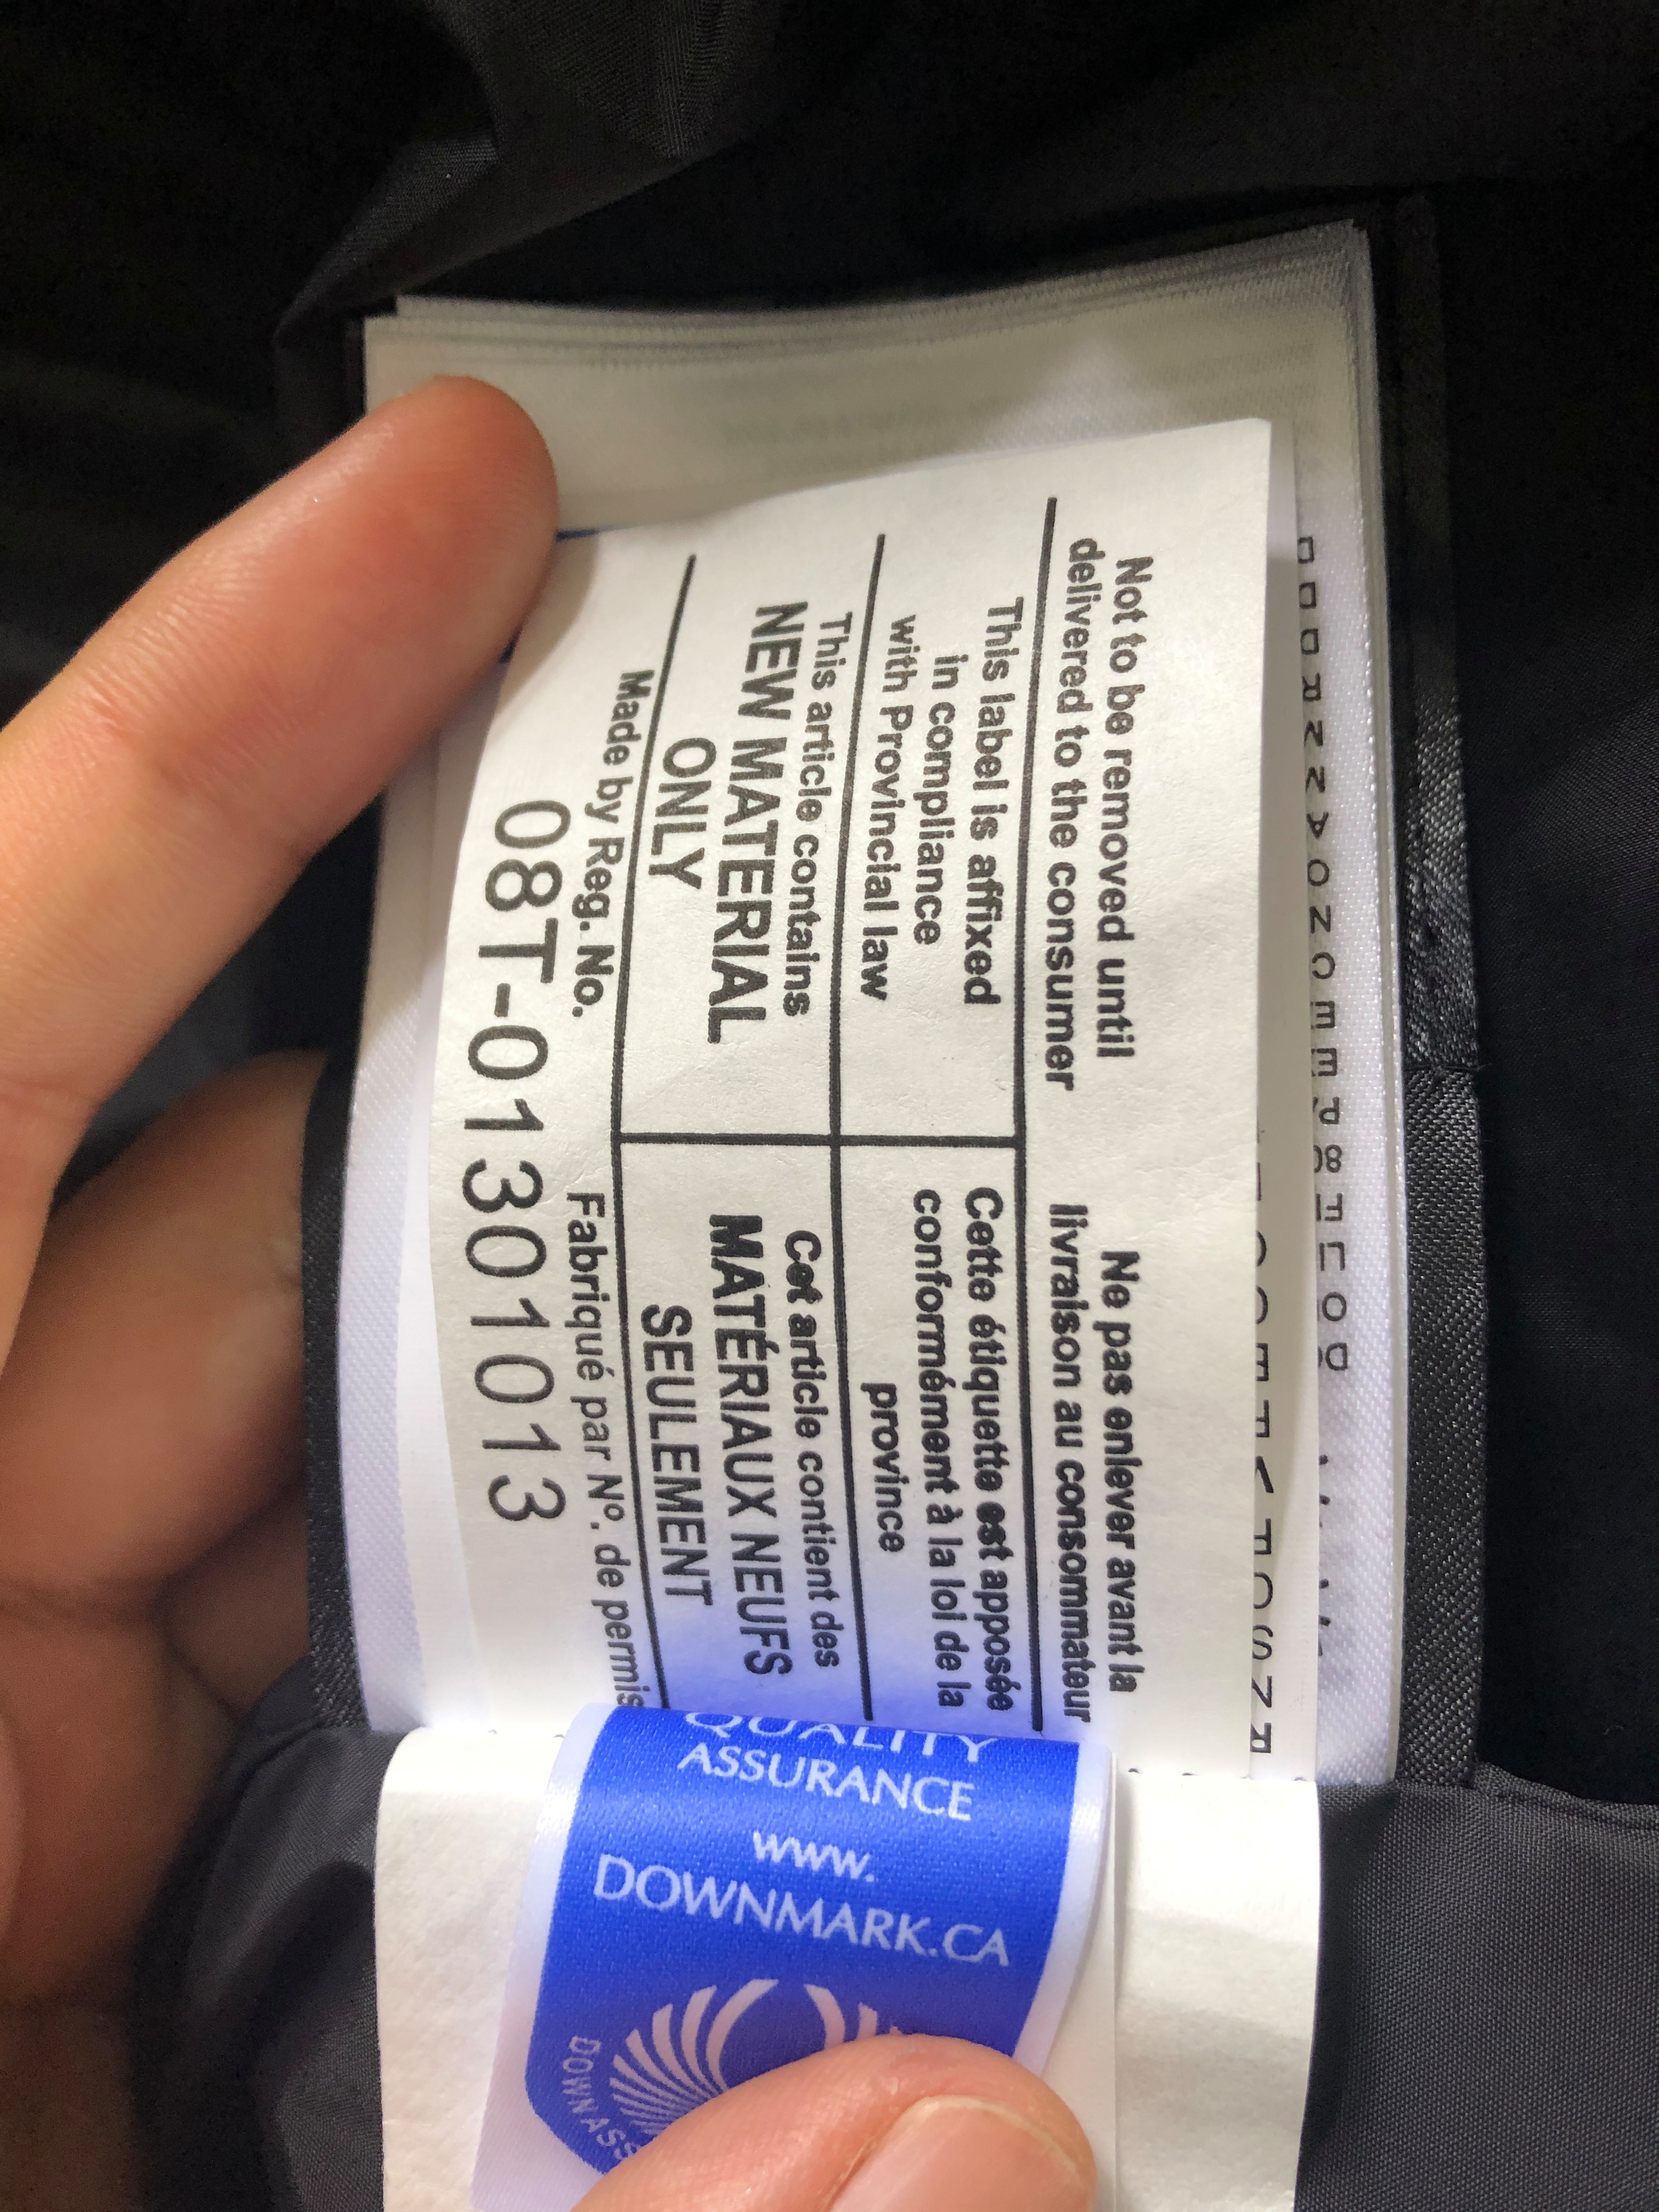 Not to be removed until
delivered to the consumer
Ne pas enlever avant la
livraison au consommateur
This label is affixed
in compliance
with Provincial law
Cette étiquette est apposée
conformément à la loi de la
province
This article contains
NEW MATERIAL
ONLY
Cet article contient des
MATÉRIAUX NEUFS
SEULEMENT
Made by Reg. No.
Fabriqué par Nº. de permis
08T-01301013
QUALITY
ASSURANCE
www.
DOWNMARK.CA